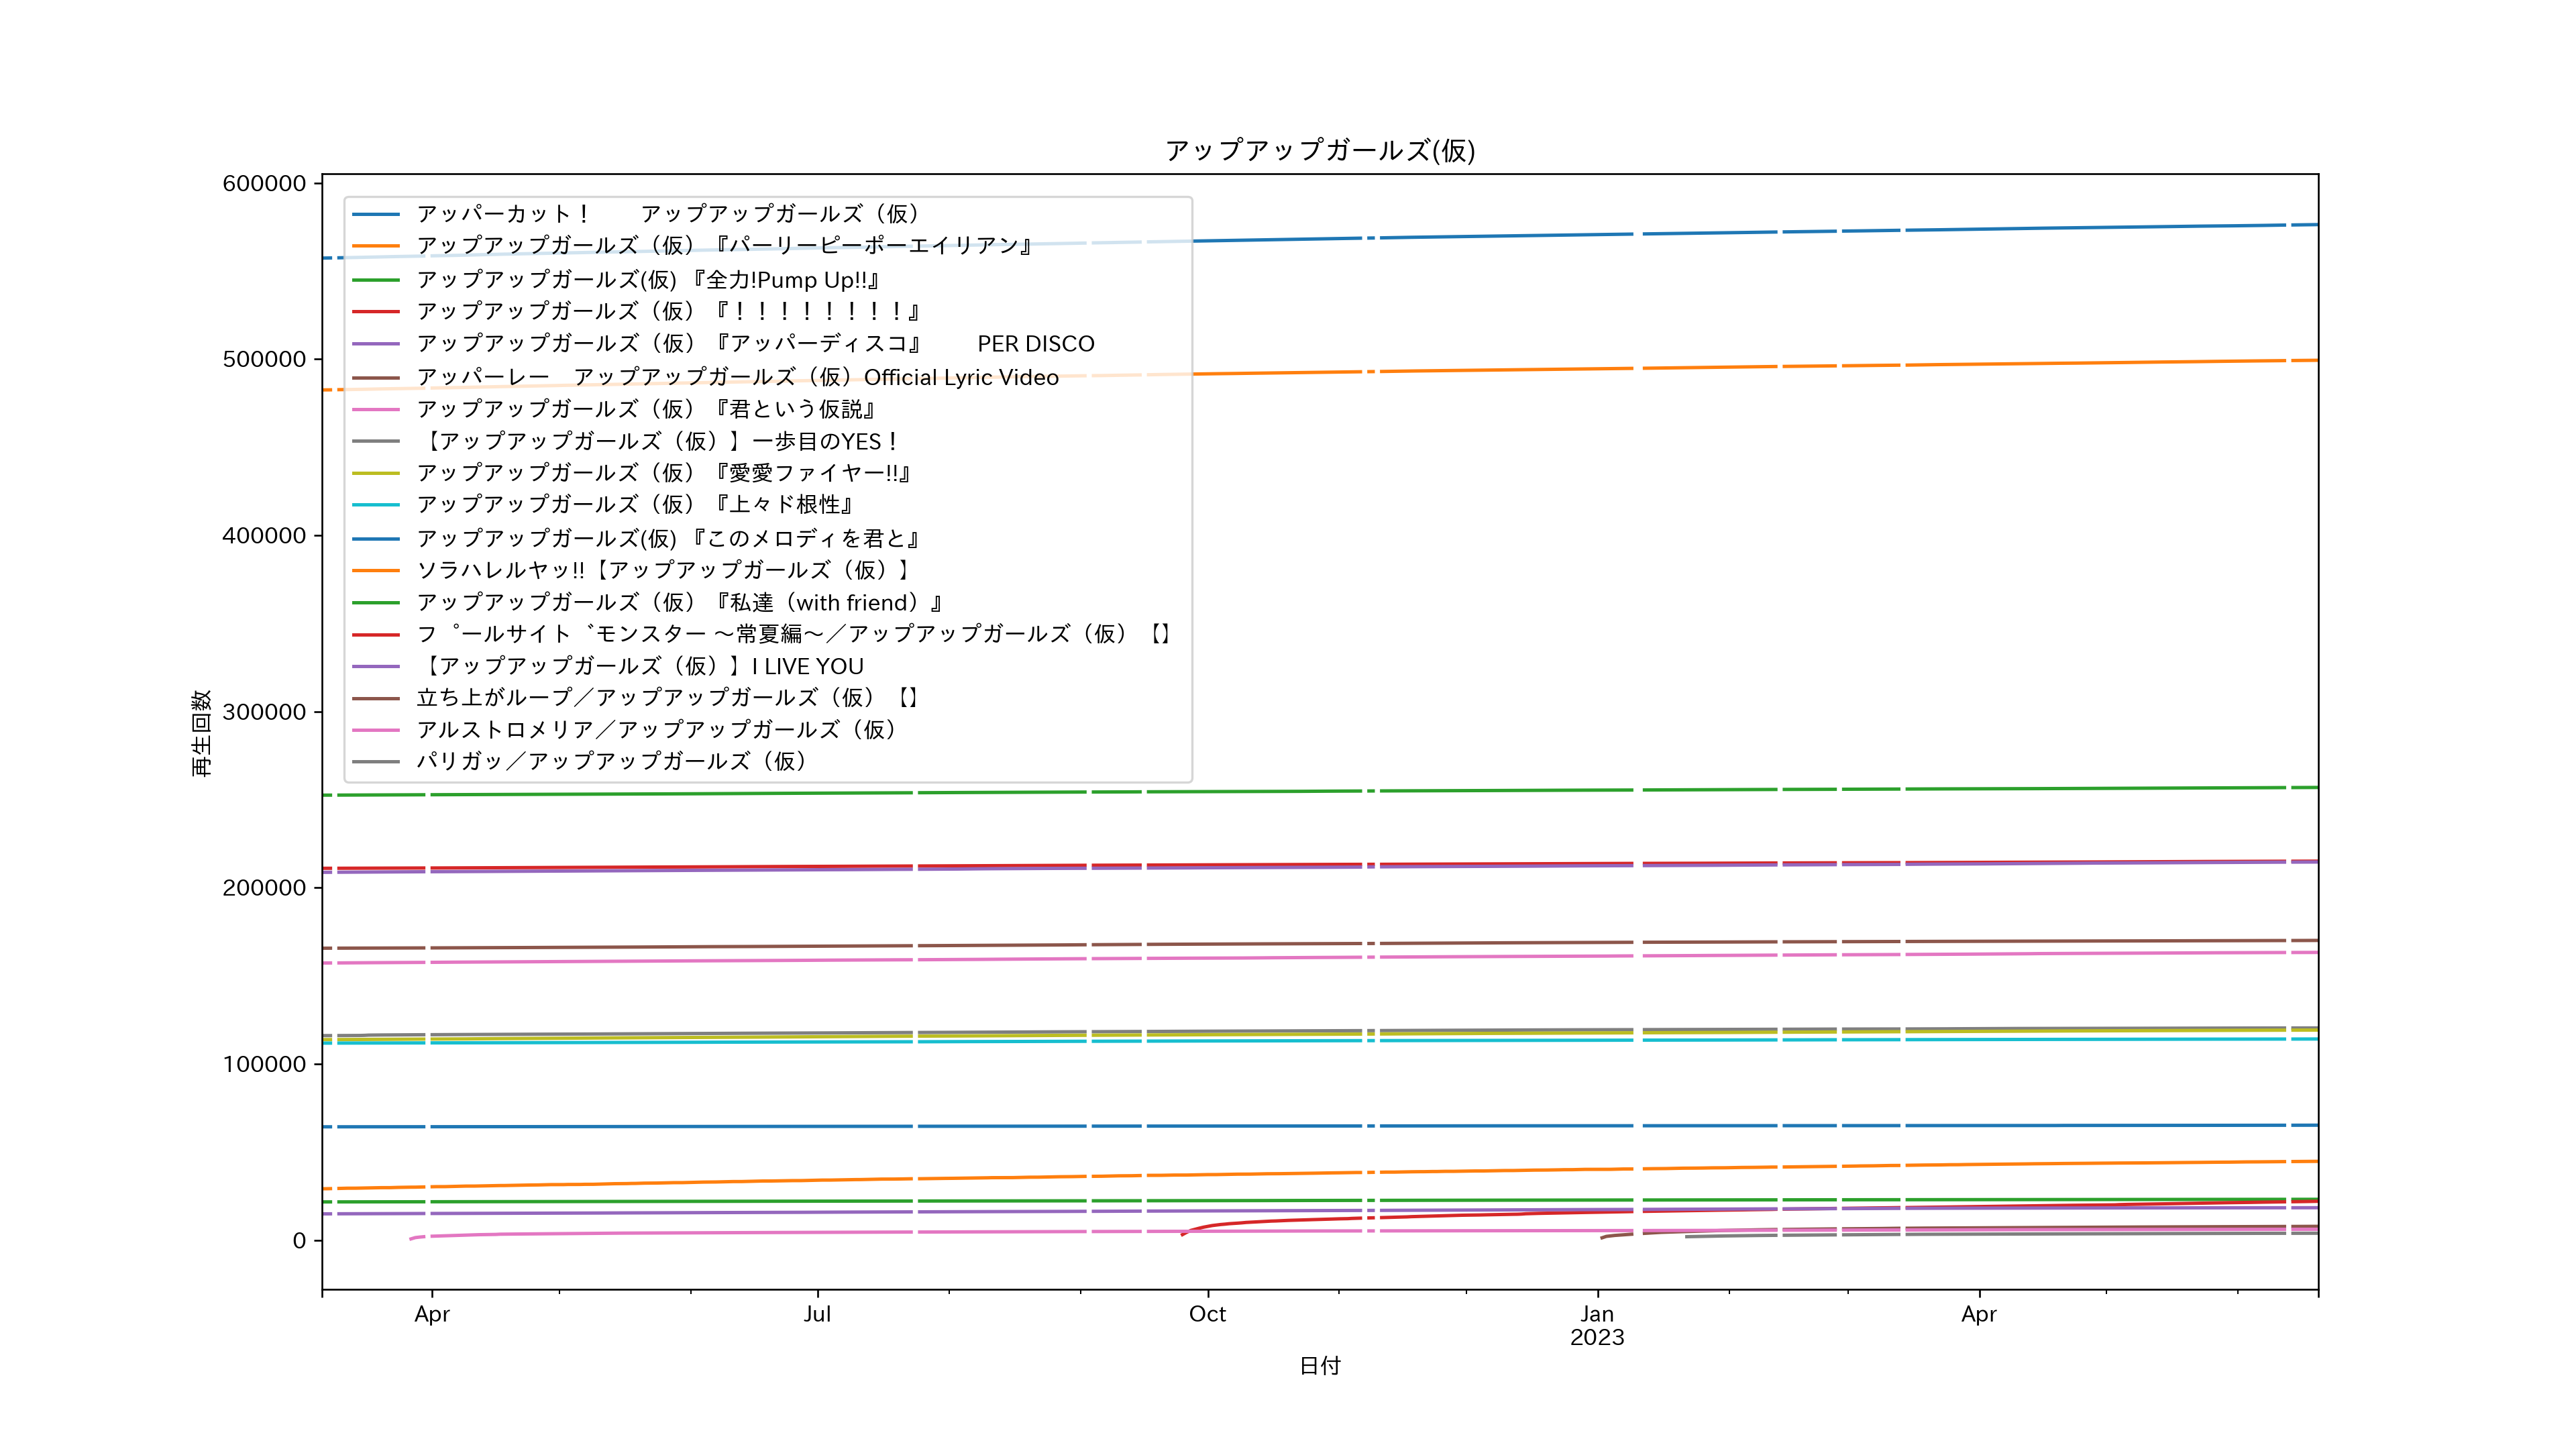 アップアップガールズ(仮)
600000
500000
400000
300000
200000
100000
0
再生回数
アッパーカット！　　アップアップガールズ（仮）
アップアップガールズ（仮）『パーリーピーポーエイリアン』
アップアップガールズ(仮) 『全力!Pump Up!!』
アップアップガールズ（仮）『！！！！！！！！』
アップアップガールズ（仮）『アッパーディスコ』　　PER DISCO
アッパーレー　アップアップガールズ（仮）Official Lyric Video
アップアップガールズ（仮）『君という仮説』
【アップアップガールズ（仮）】一歩目のYES！
アップアップガールズ（仮）『愛愛ファイヤー!!』
アップアップガールズ（仮）『上々ド根性』
アップアップガールズ(仮) 『このメロディを君と』
ソラハレルヤッ!!【アップアップガールズ（仮）】
アップアップガールズ（仮）『私達（with friend）』
フ゜ールサイト゛モンスター ～常夏編～／アップアップガールズ（仮）【】
【アップアップガールズ（仮）】I LIVE YOU
立ち上がループ／アップアップガールズ（仮）【】
アルストロメリア／アップアップガールズ（仮）
パリガッ／アップアップガールズ（仮）
Apr Jul Oct Jan Apr
2023
日付